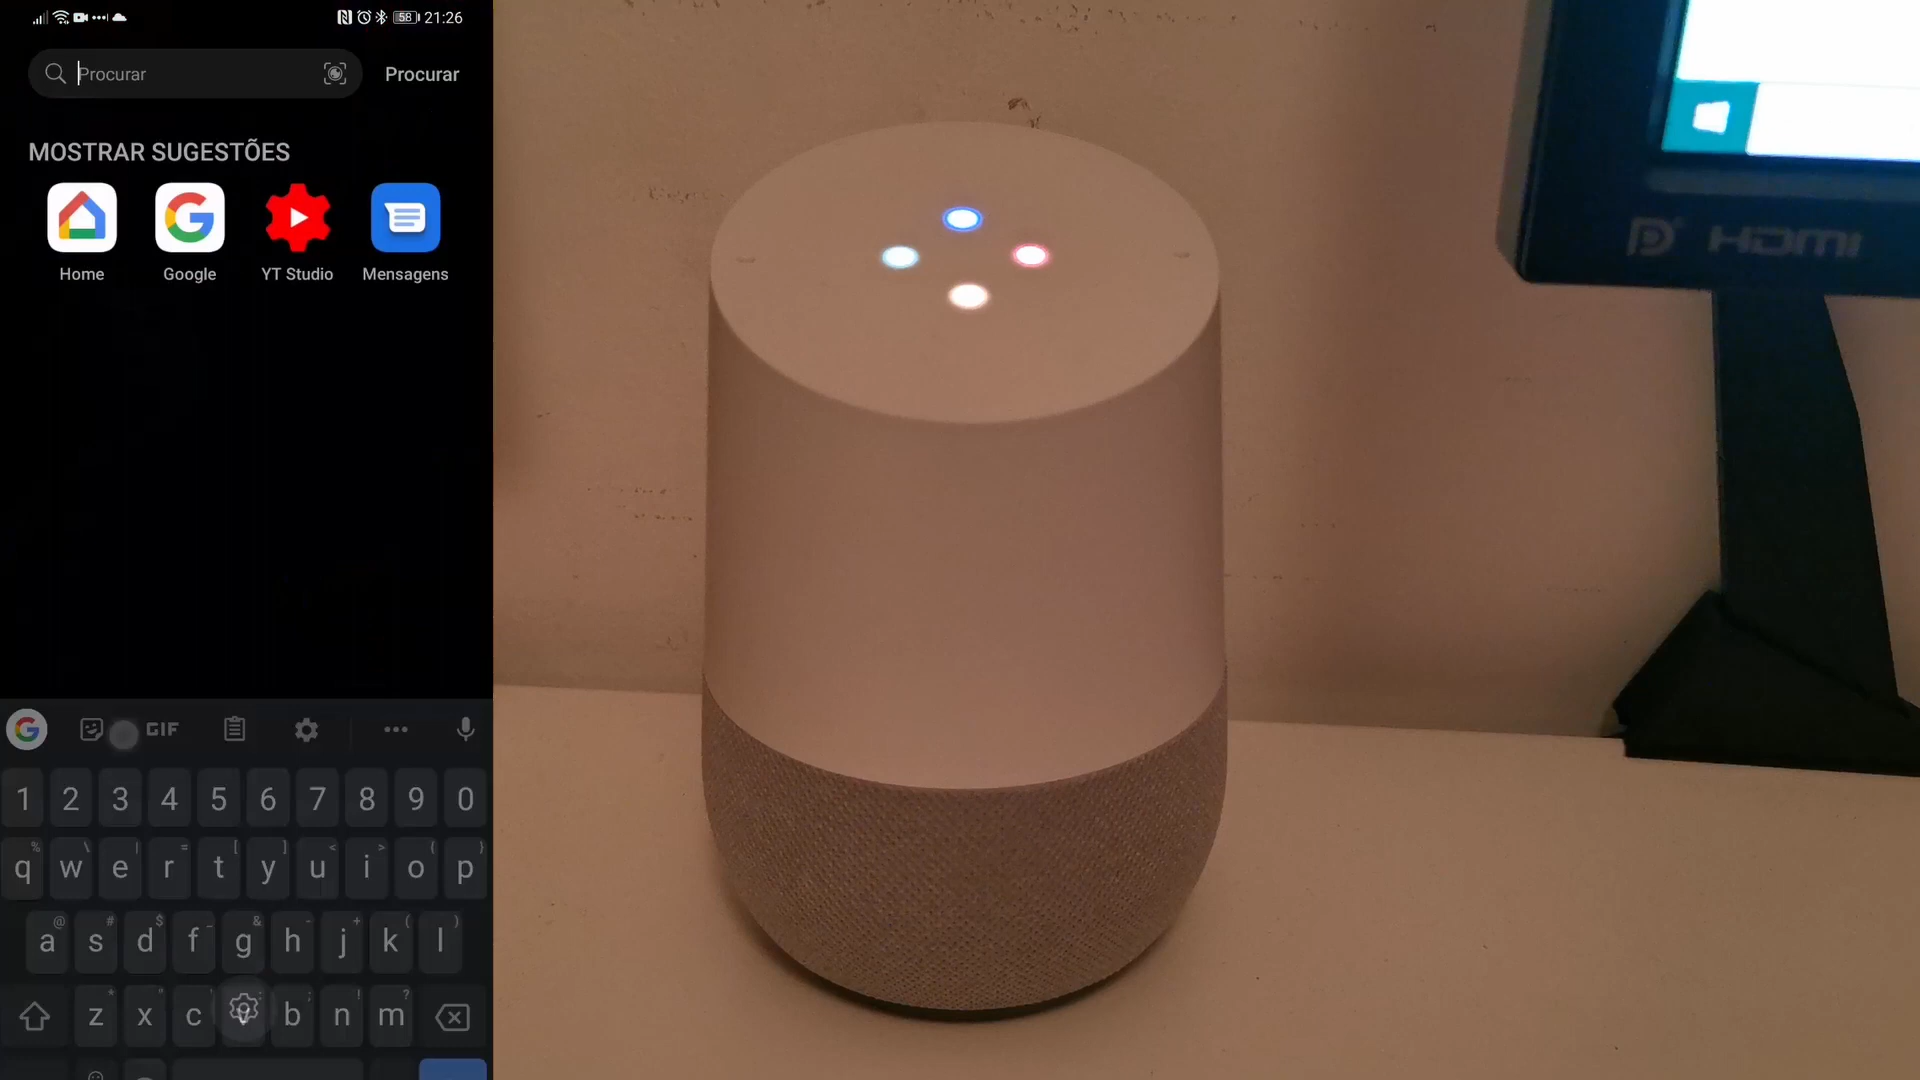 58 21:26
Procurar Procurar
MOSTRAR SUGESTÕES
Home Google YT Studio Mensagens
GIF
1 2 3 4 5 6 7 8 9 0
q w e r t y u i o p
a s d f g h j k l
z x c b n m
HDMI